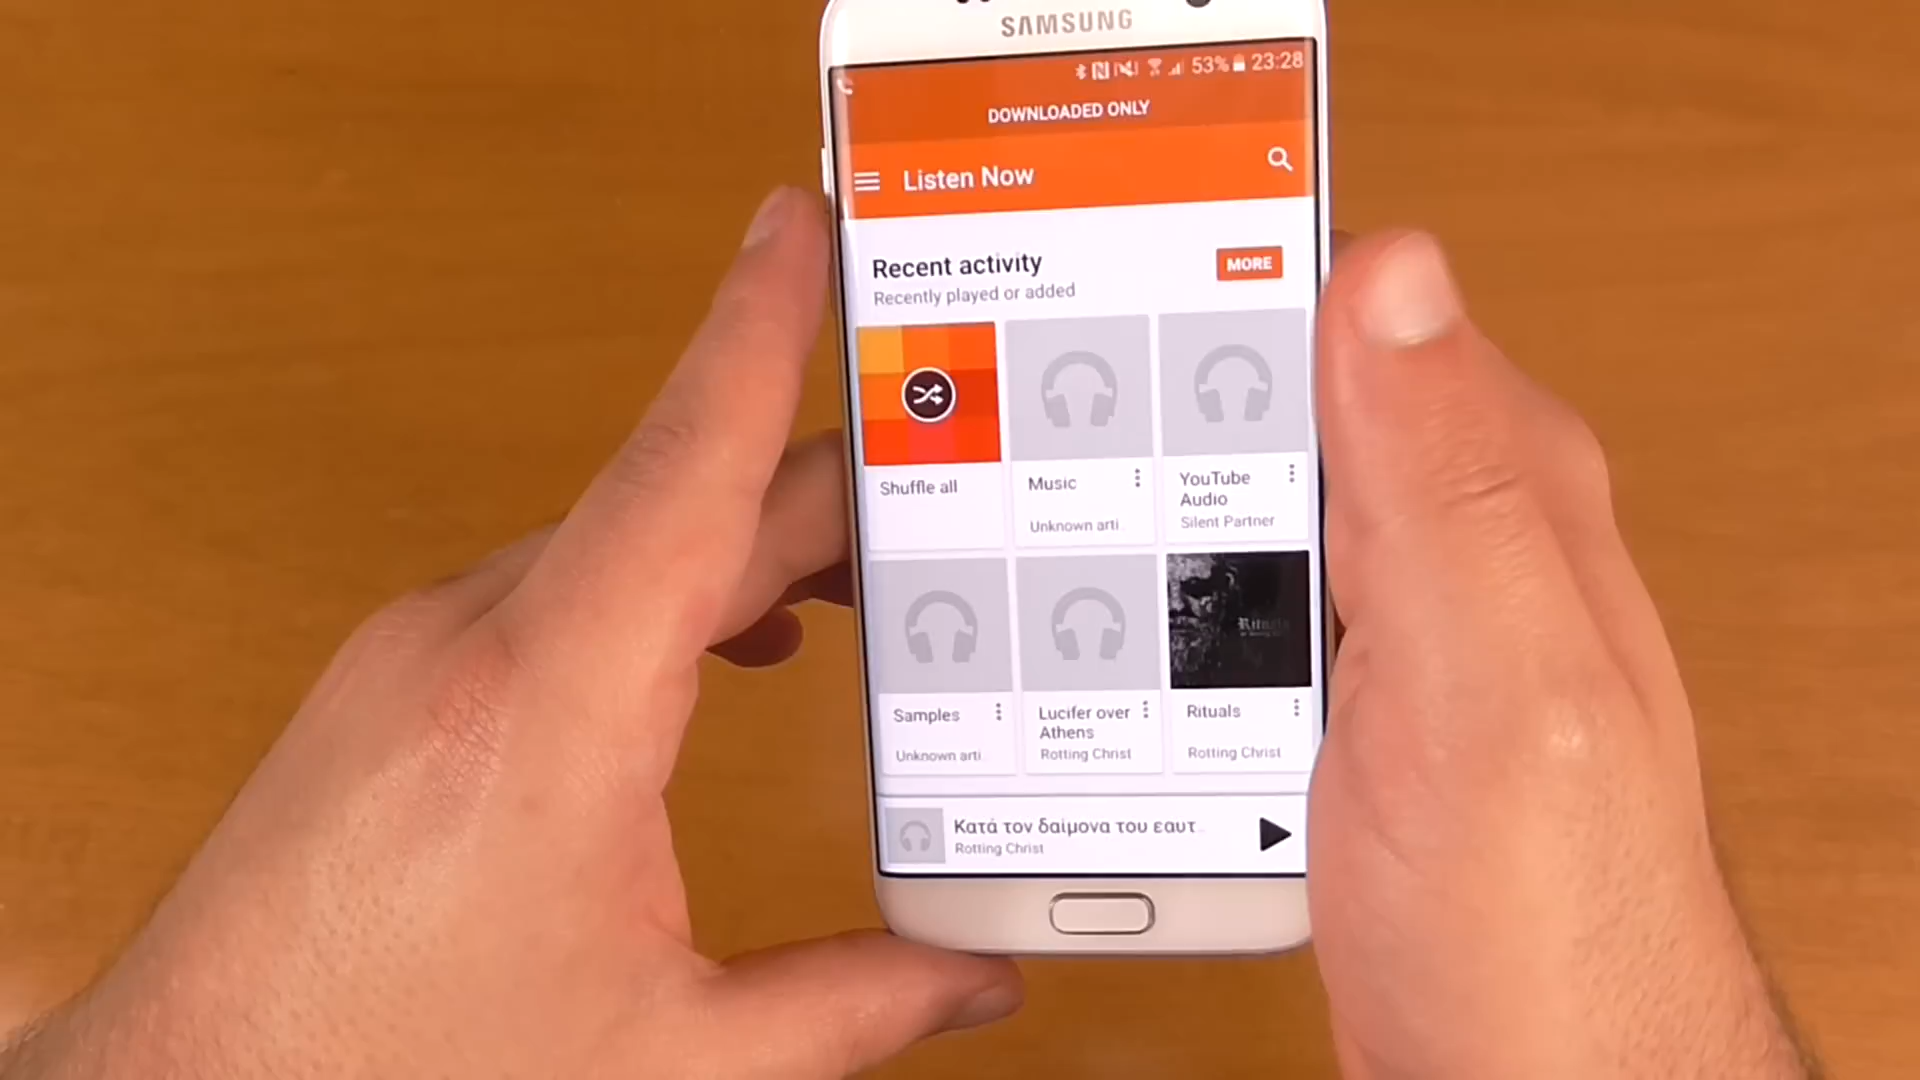 SAMSUNG
53% 23:28
DOWNLOADED ONLY
Listen Now
Recent activity
MORE
Recently played or added
Shuffle all
Music
Unknown arti
YouTube
Audio
Silent Partner
Samples
Unknown arti
Lucifer over
Athens
Rotting Christ
Rituals
Rituals
Rotting Christ
Κατά τον δαίμονα του εαυτ
Rotting Christ